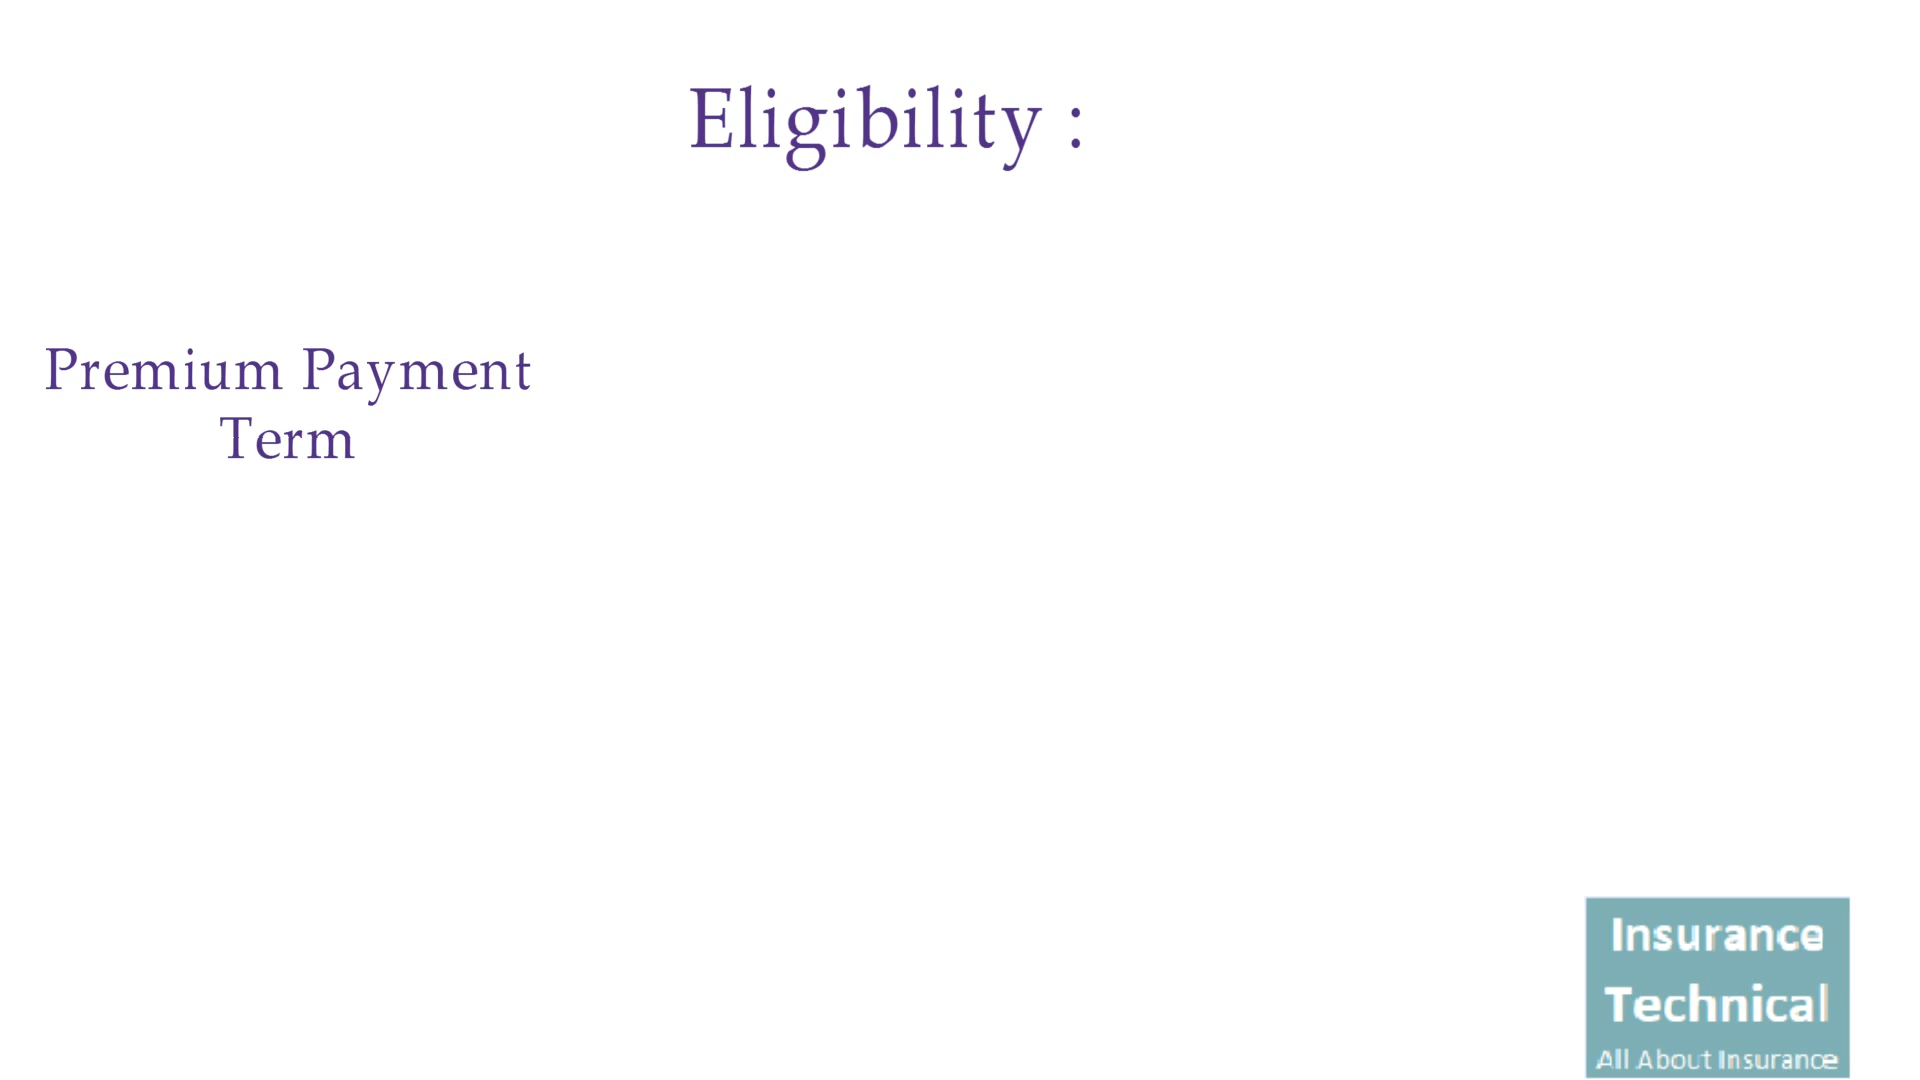 Eligibility :
Premium Payment
Term
Insurance
Technical
All About Insurance